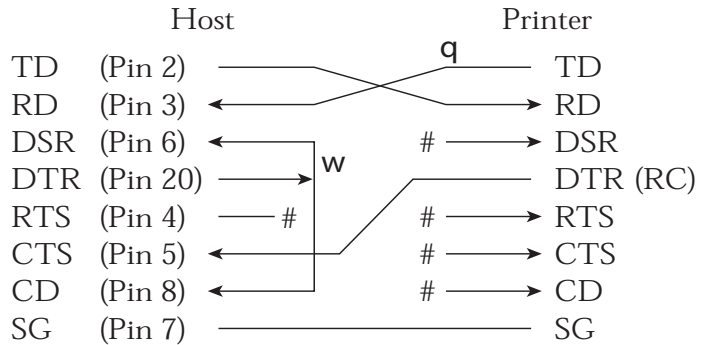 Host Printer
q
TD (Pin 2) TD
RD (Pin 3) RD
DSR (Pin 6) # DSR
w
DTR (Pin 20) DTR (RC)
RTS (Pin 4) # # RTS
CTS (Pin 5) # CTS
CD (Pin 8) # CD
SG (Pin 7) SG